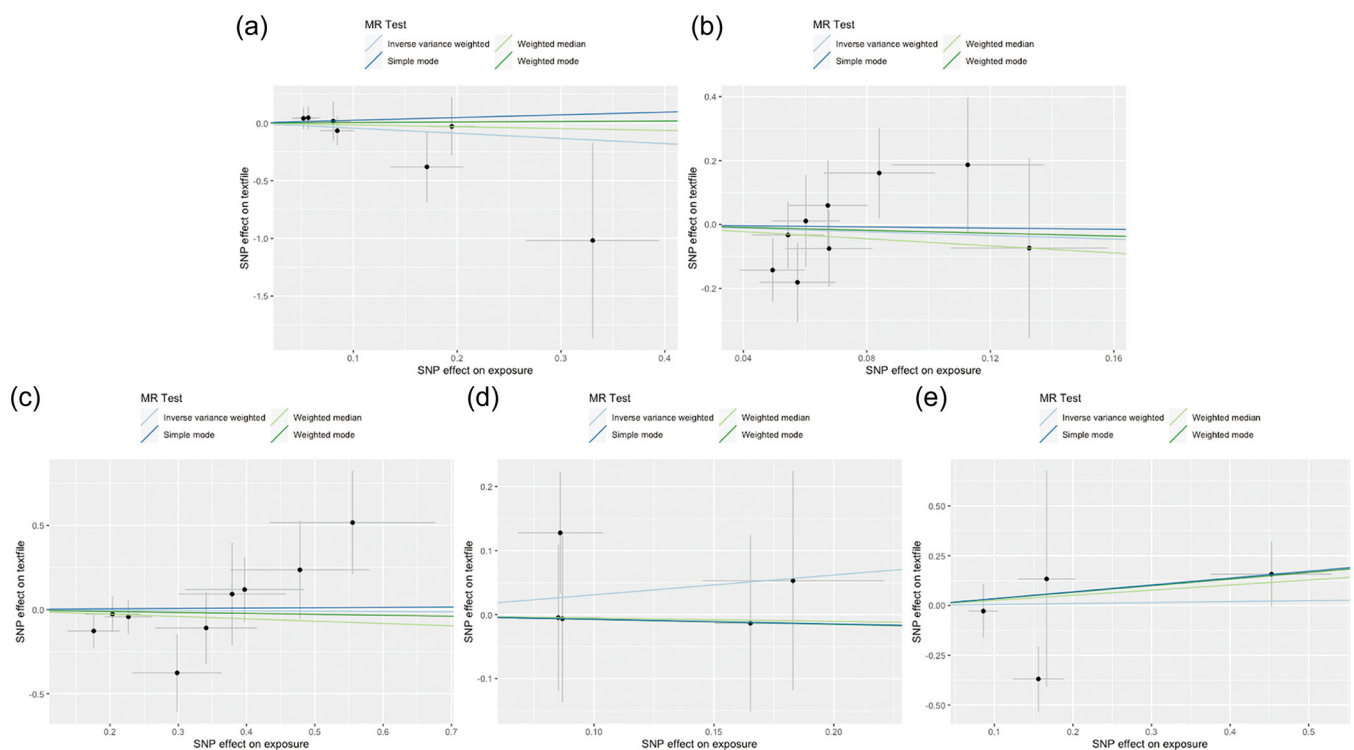 (a)
MR Test
Inverse variance weighted
Weighted median
Simple mode
Weighted mode
SNP effect on textfile
0.0
-0.5
-1.0
-1.5
0.1
0.2
0.3
0.4
SNP effect on exposure
(b)
MR Test
Inverse variance weighted
Weighted median
Simple mode
Weighted mode
SNP effect on textfile
0.4
0.2
0.0
-0.2
0.04
0.08
0.12
0.16
SNP effect on exposure
(c)
MR Test
Inverse variance weighted
Weighted median
Simple mode
Weighted mode
SNP effect on textfile
0.5
0.0
-0.5
0.2
0.3
0.4
0.5
0.6
0.7
SNP effect on exposure
(d)
MR Test
Inverse variance weighted
Weighted median
Simple mode
Weighted mode
SNP effect on textfile
0.2
0.1
0.0
-0.1
0.10
0.15
0.20
SNP effect on exposure
(e)
MR Test
Inverse variance weighted
Weighted median
Simple mode
Weighted mode
SNP effect on textfile
0.50
0.25
0.00
-0.25
-0.50
0.1
0.2
0.3
0.4
0.5
SNP effect on exposure